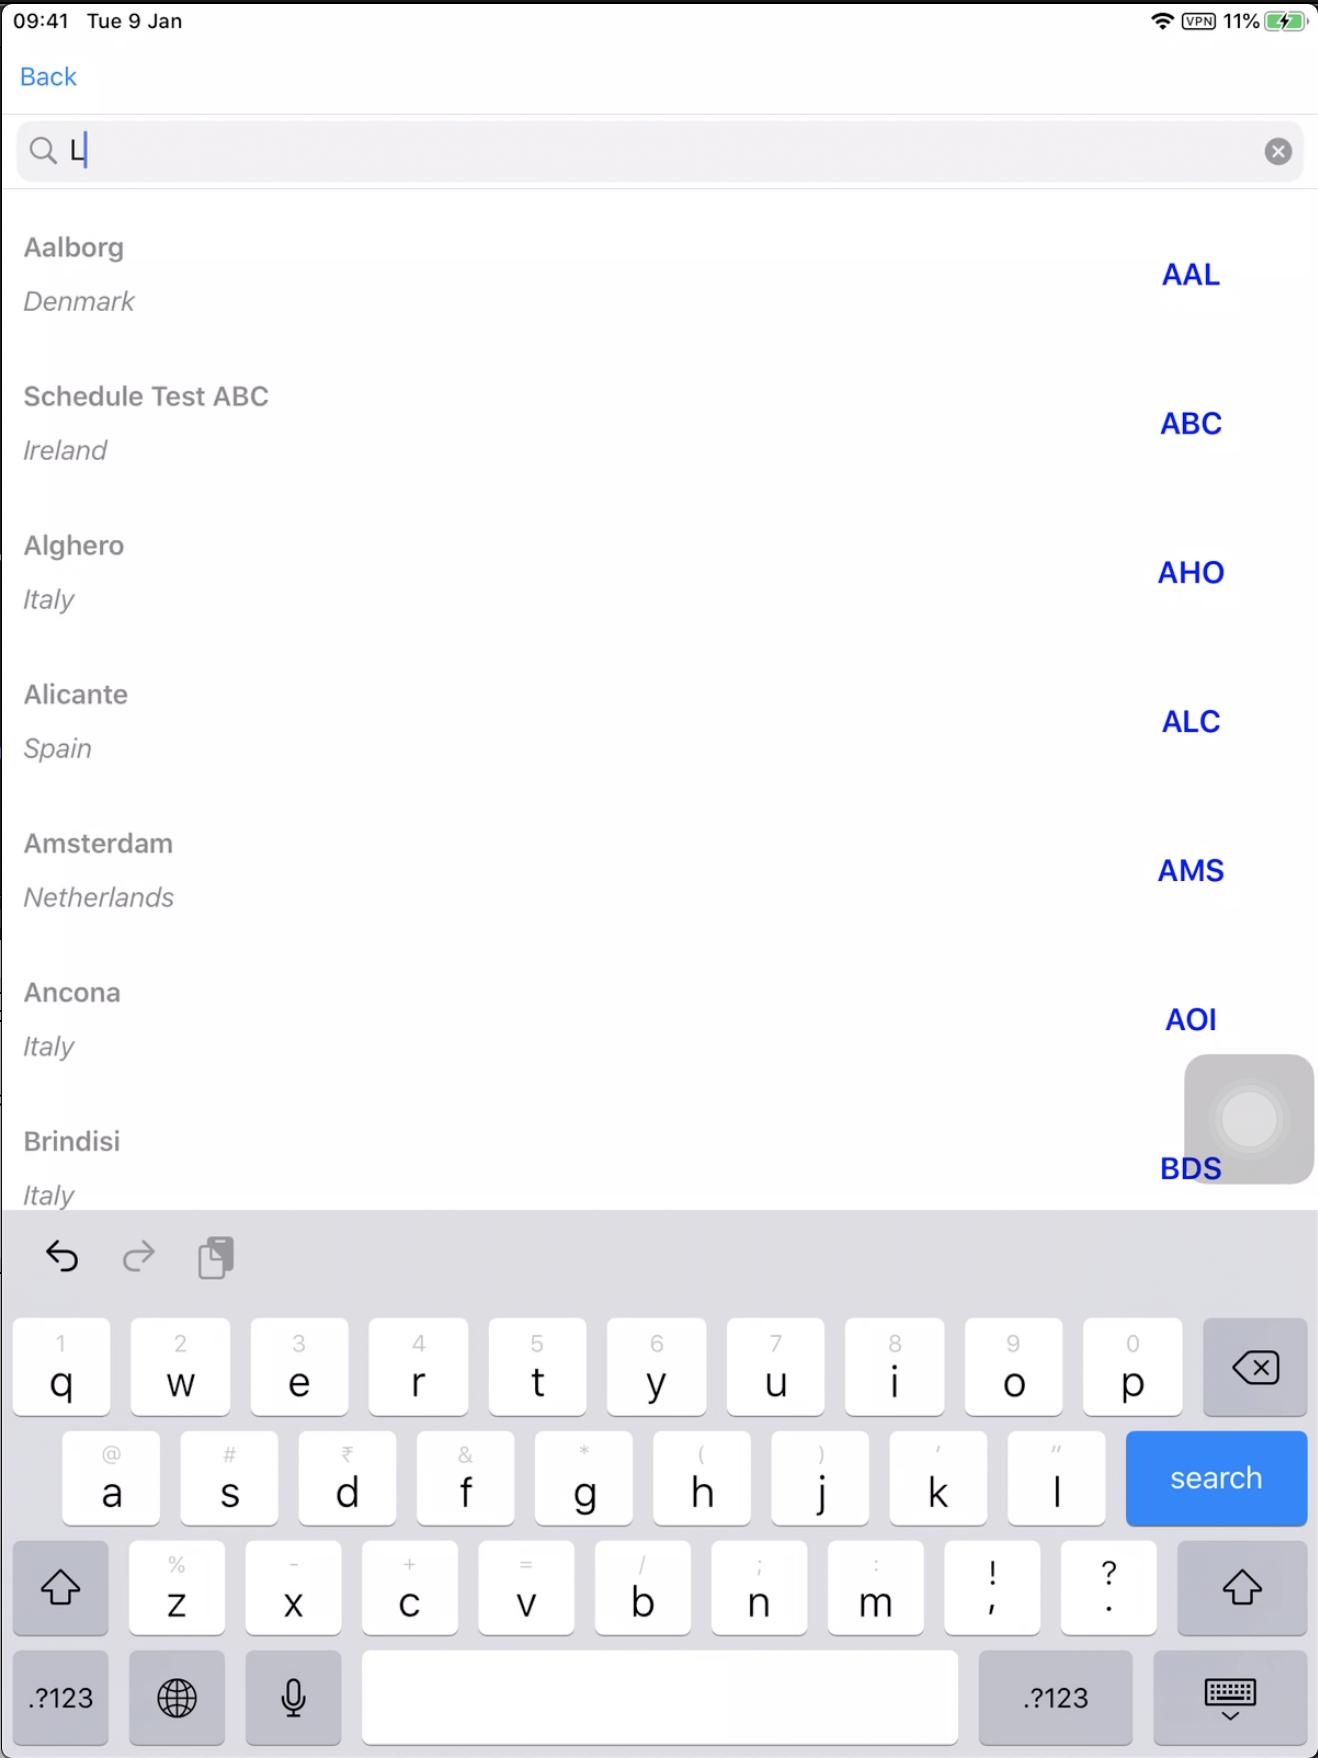 09:41 Tue 9 Jan VPN 11%
Back
L
Aalborg
AAL
Denmark
Schedule Test ABC
ABC
Ireland
Alghero
AHO
Italy
Alicante
ALC
Spain
Amsterdam
AMS
Netherlands
Ancona
AOI
Italy
Brindisi
BDS
Italy
1 2 3 4 5 6 7 8 9 0
q w e r t y u i o p
@ # ₹ & * ( ) ' "
a s d f g h j k l search
% - + = / ; : ! ?
z x c v b n m , .
.?123 .?123